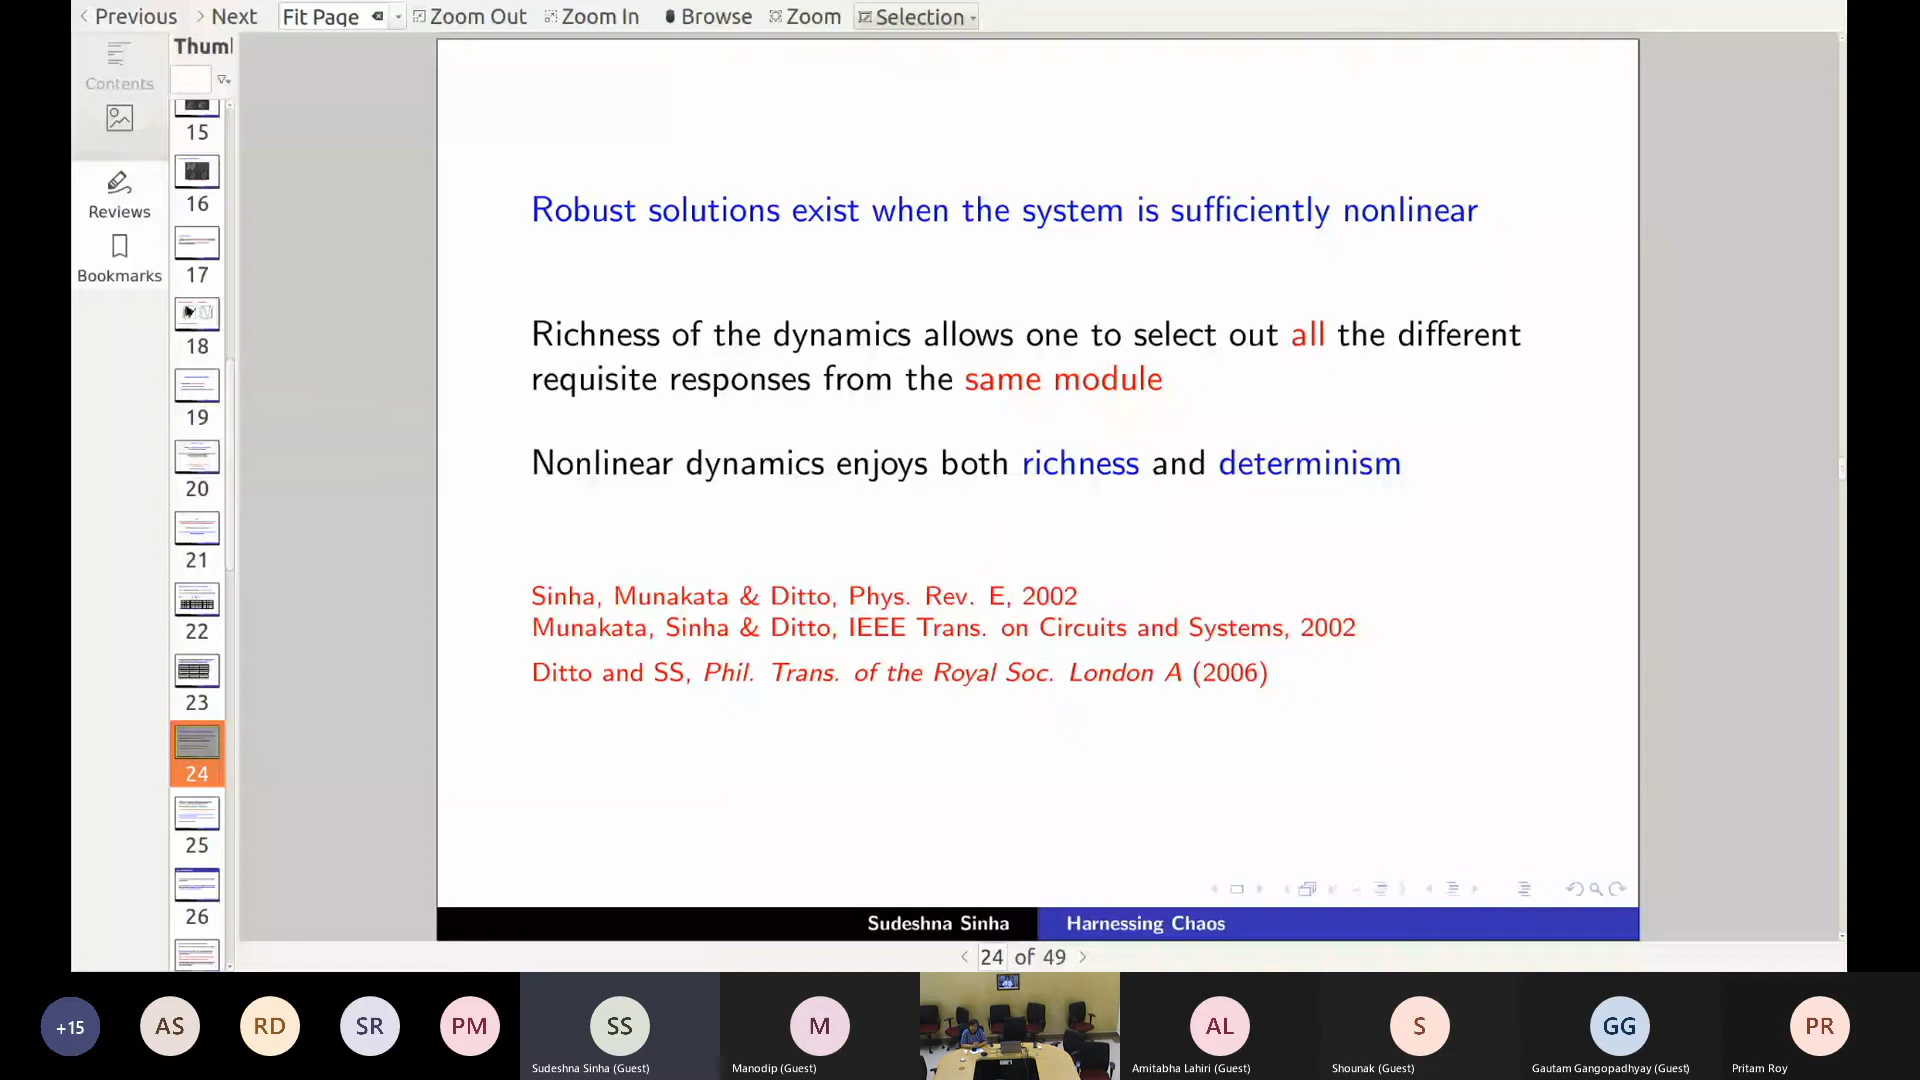 Previous Next Fit Page Zoom Out Zoom In Browse Zoom Selection
Contents
Reviews
Bookmarks
Thuml
15
16
17
18
19
20
21
22
23
24
25
26
Robust solutions exist when the system is sufficiently nonlinear
Richness of the dynamics allows one to select out all the different
requisite responses from the same module
Nonlinear dynamics enjoys both richness and determinism
Sinha, Munakata & Ditto, Phys. Rev. E, 2002
Munakata, Sinha & Ditto, IEEE Trans. on Circuits and Systems, 2002
Ditto and SS, Phil. Trans. of the Royal Soc. London A (2006)
Sudeshna Sinha Harnessing Chaos
24 of 49
+15 AS RD SR PM SS M AL S GG PR
Sudeshna Sinha (Guest) Manodip (Guest) Amitabha Lahiri (Guest) Shounak (Guest) Gautam Gangopadhyay (Guest) Pritam Roy